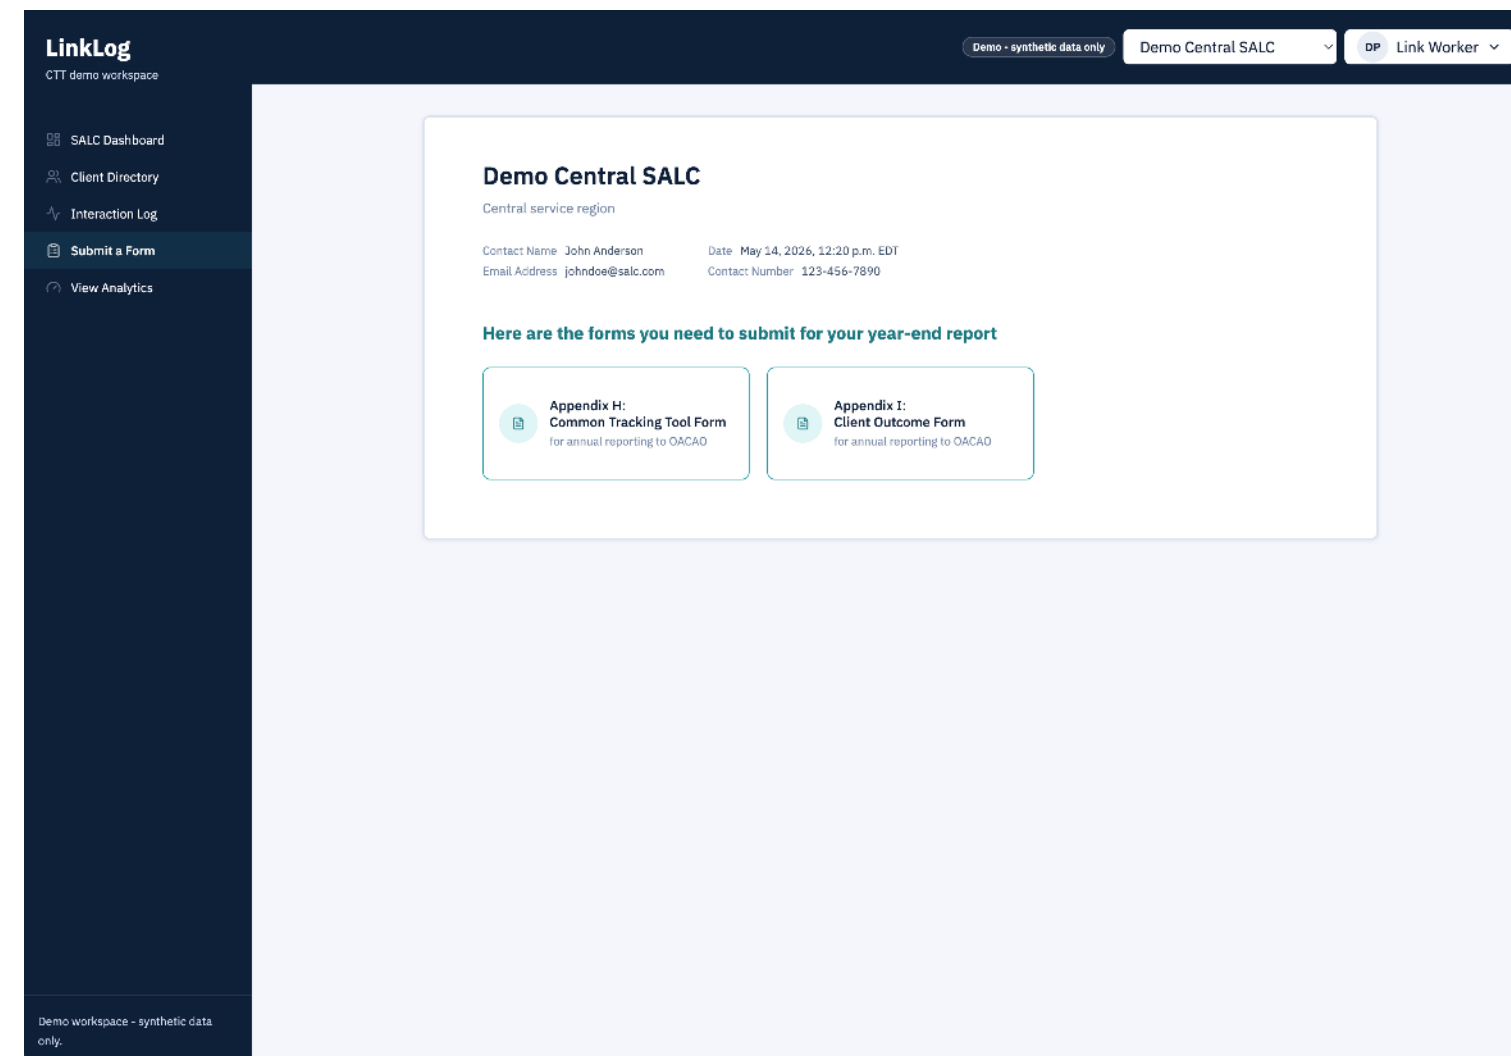 LinkLog
CTT demo workspace
Demo - synthetic data only
Demo Central SALC
DP
Link Worker
SALC Dashboard
Client Directory
Interaction Log
Submit a Form
View Analytics
Demo Central SALC
Central service region
Contact Name John Anderson
Date May 14, 2026, 12:20 p.m. EDT
Email Address johndoe@salc.com
Contact Number 123-456-7890
Here are the forms you need to submit for your year-end report
Appendix H:
Common Tracking Tool Form
for annual reporting to OACAO
Appendix I:
Client Outcome Form
for annual reporting to OACAO
Demo workspace - synthetic data
only.